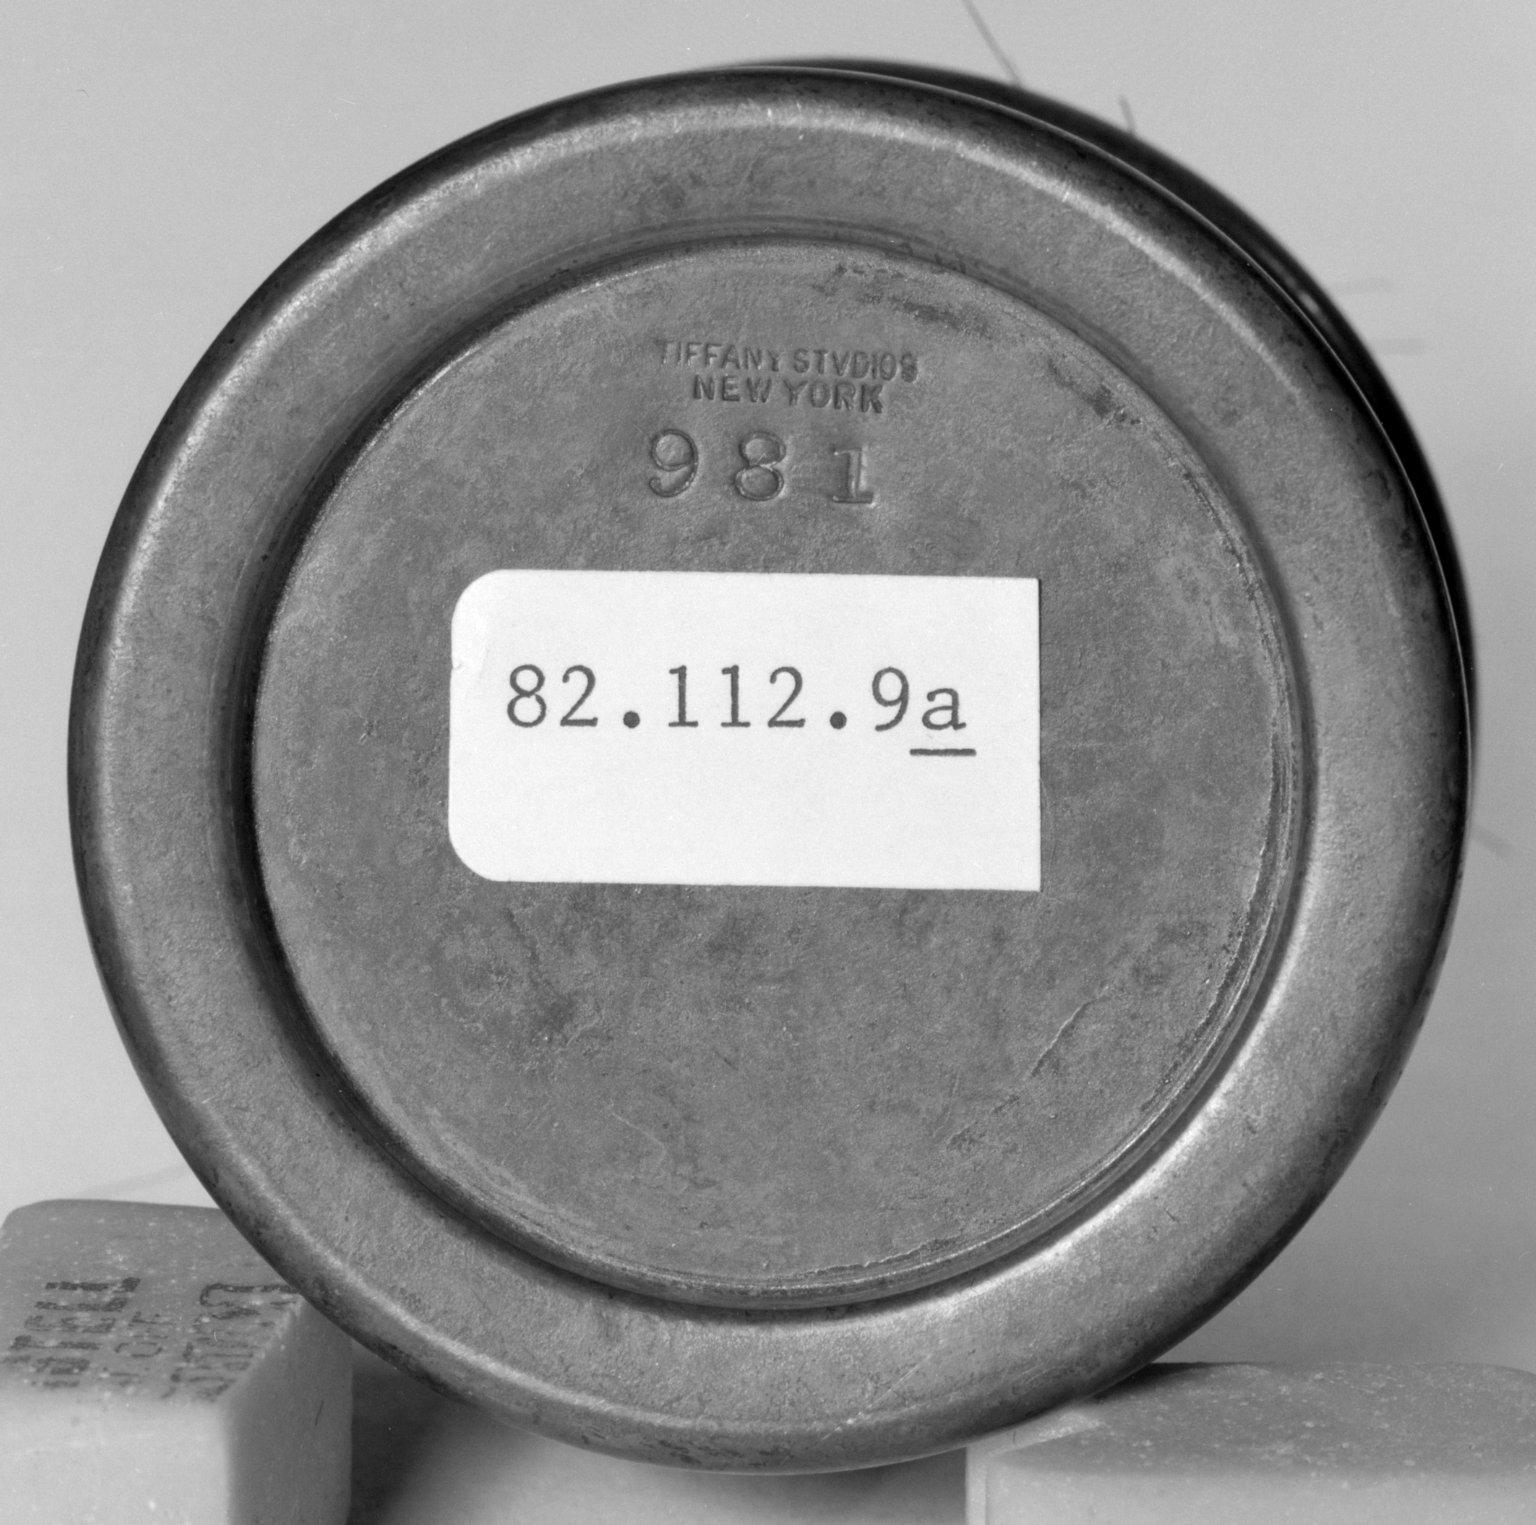 TIFFANY STVDIOS
NEW YORK
981
82.112.9a